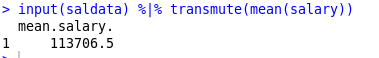 > input(saldata) %|% transmute(mean(salary))
mean.salary.
1 113706.5
>